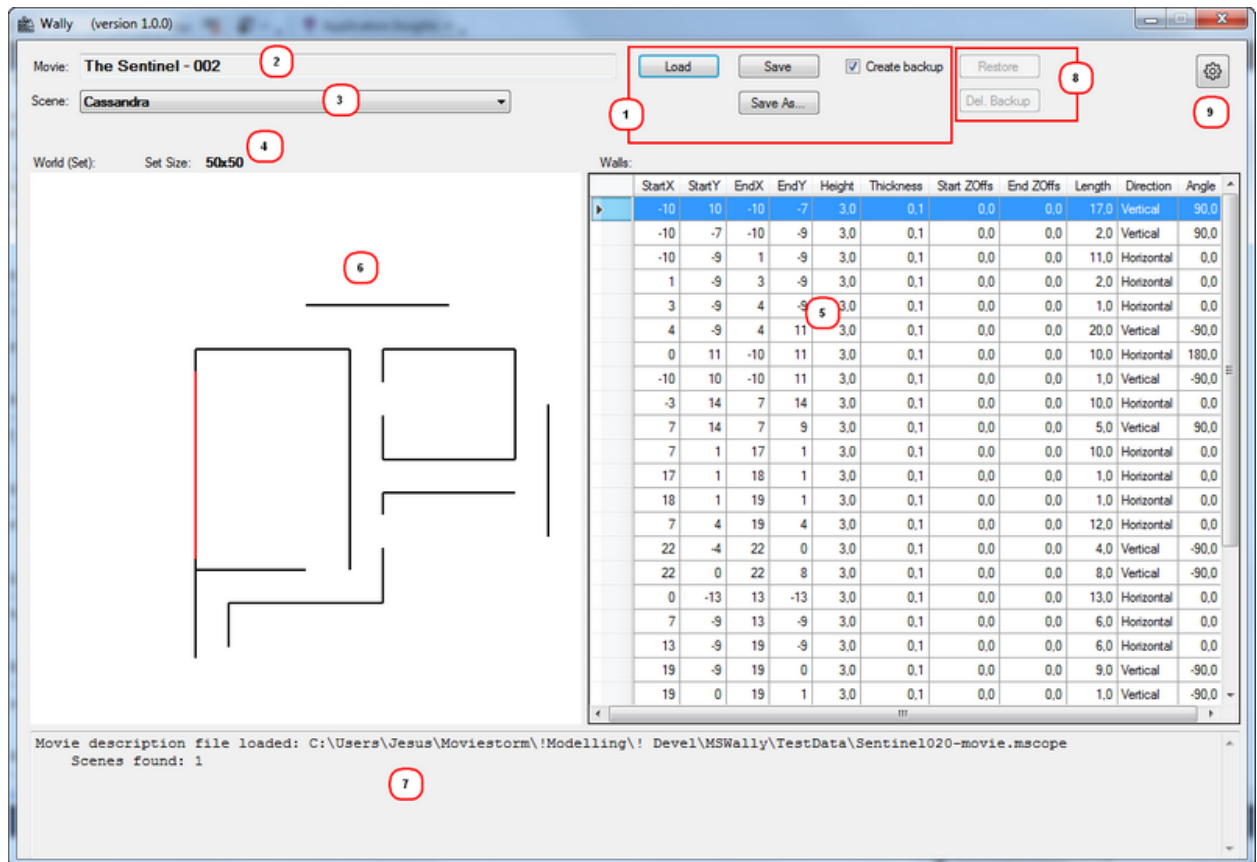 Wally (version 1.0.0)
Movie: The Sentinel - 002
2
Load Save Create backup
Restore
8
Scene: Cassandra
3
1
Save As...
Del. Backup
9
World (Set): Set Size: 50x50
4
Walls:
StartX StartY EndX EndY Height Thickness Start ZOffs End ZOffs Length Direction Angle
-10 10 -10 -7 3,0 0,1 0,0 0,0 17,0 Vertical 90,0
-10 -7 -10 -9 3,0 0,1 0,0 0,0 2,0 Vertical 90,0
-10 -9 1 -9 3,0 0,1 0,0 0,0 11,0 Horizontal 0,0
1 -9 3 -9 3,0 0,1 0,0 0,0 2,0 Horizontal 0,0
3 -9 4 -9 3,0 0,1 0,0 0,0 1,0 Horizontal 0,0
4 -9 4 11 3,0 0,1 0,0 0,0 20,0 Vertical -90,0
0 11 -10 11 3,0 0,1 0,0 0,0 10,0 Horizontal 180,0
-10 10 -10 11 3,0 0,1 0,0 0,0 1,0 Vertical -90,0
-3 14 7 14 3,0 0,1 0,0 0,0 10,0 Horizontal 0,0
7 14 7 9 3,0 0,1 0,0 0,0 5,0 Vertical 90,0
7 1 17 1 3,0 0,1 0,0 0,0 10,0 Horizontal 0,0
17 1 18 1 3,0 0,1 0,0 0,0 1,0 Horizontal 0,0
18 1 19 1 3,0 0,1 0,0 0,0 1,0 Horizontal 0,0
7 4 19 4 3,0 0,1 0,0 0,0 12,0 Horizontal 0,0
22 -4 22 0 3,0 0,1 0,0 0,0 4,0 Vertical -90,0
22 0 22 8 3,0 0,1 0,0 0,0 8,0 Vertical -90,0
0 -13 13 -13 3,0 0,1 0,0 0,0 13,0 Horizontal 0,0
7 -9 13 -9 3,0 0,1 0,0 0,0 6,0 Horizontal 0,0
13 -9 19 -9 3,0 0,1 0,0 0,0 6,0 Horizontal 0,0
19 -9 19 0 3,0 0,1 0,0 0,0 9,0 Vertical -90,0
19 0 19 1 3,0 0,1 0,0 0,0 1,0 Vertical -90,0
5
6
Movie description file loaded: C:\Users\Jesus\Moviestorm\!Modelling\! Devel\MSWally\TestData\Sentinel020-movie.mscope
Scenes found: 1
7